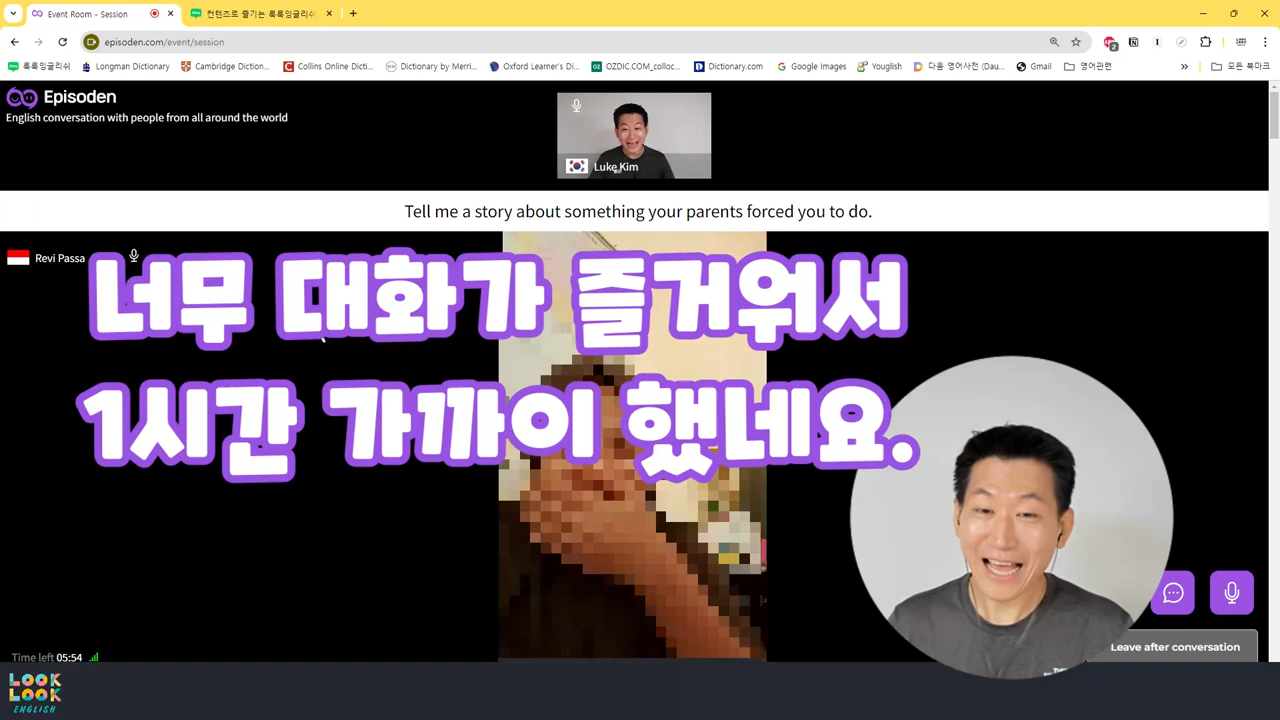 Event Room - Session
컨텐즈로 즐기는 룩룩잉글리쉬
episoden.com/event/session
2
룩룩잉글리쉬
Longman Dictionary
Cambridge Diction...
Collins Online Dicti...
Dictionary by Merri...
Oxford Learner's Di...
OZDIC.COM_colloc...
Dictionary.com
Google Images
Youglish
다음 영어사전 (Dau...
Gmail
영어관련
모든 북마크
Episoden
English conversation with people from all around the world
Luke Kim
Tell me a story about something your parents forced you to do.
Revi Passa
너무 대화가 즐거워서
1시간 가까이 했네요.
Time left 05:54
Leave after conversation
LOOK
LOOK
ENGLISH